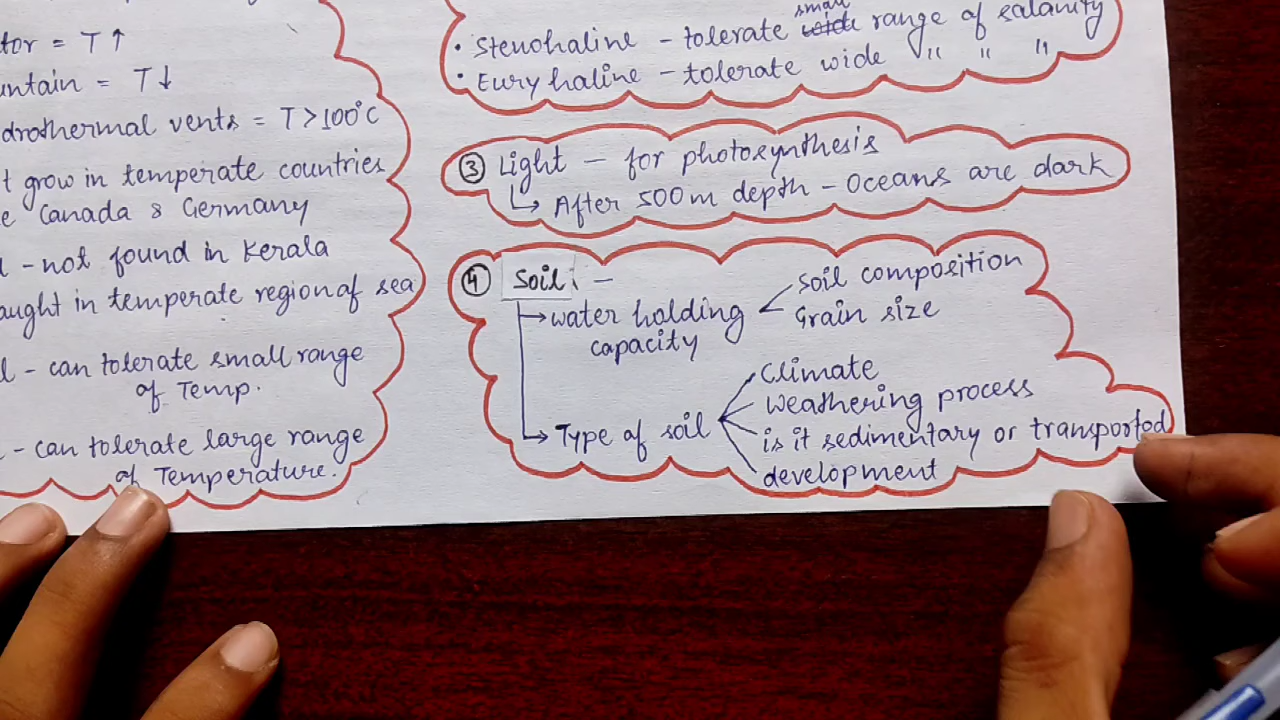 tor = T↑
untain = T↓
drothermal vents = T > 100°C
t grow in temperate countries
e Canada & Germany
l - not found in Kerala
aught in temperate region of sea
l - can tolerate small range
of Temp.
- can tolerate large range
of Temperature.
• Stenohaline - tolerate small range of salanity
• Eury haline - tolerate wide " " "
③ Light - for photosynthesis
↳ After 500m depth - Oceans are dark
④ Soil : -
→ water holding capacity
soil composition
Grain size
→ Type of soil
Climate
Weathering process
is it sedimentary or transported
development